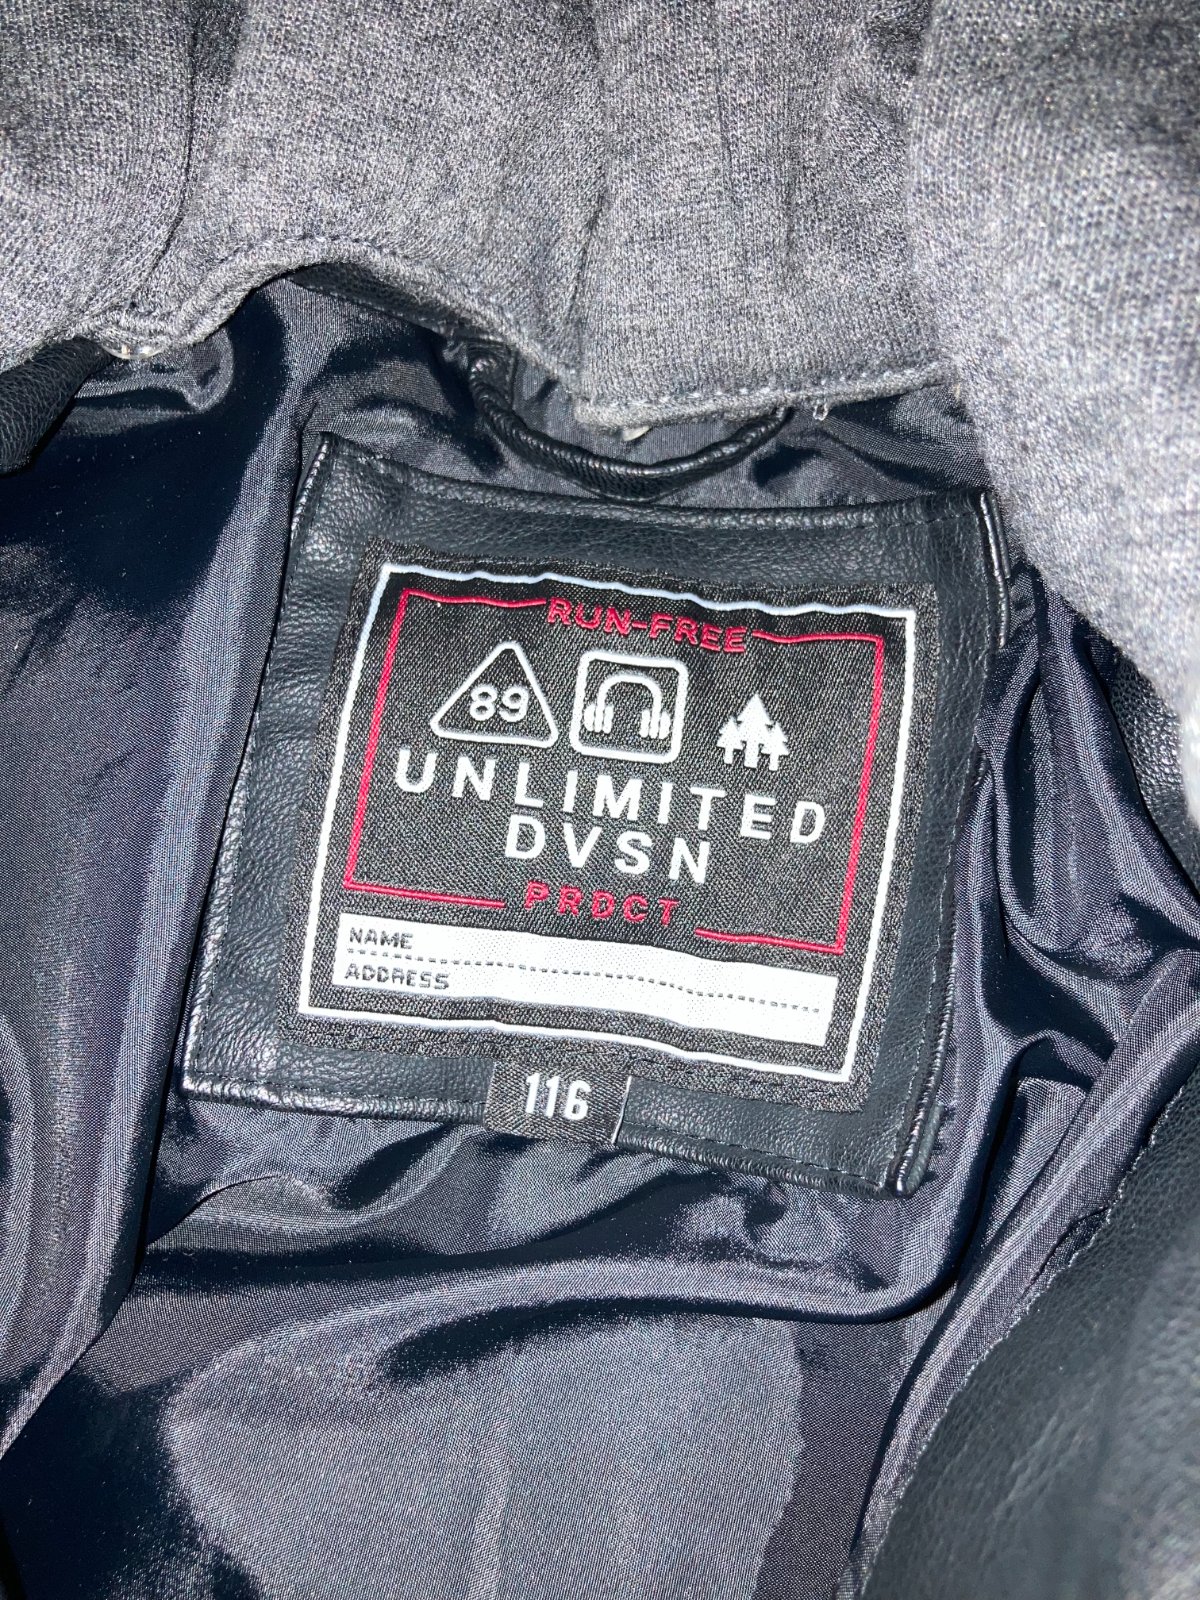 RUN-FREE
89
UNLIMITED
DVSN
PRDCT
NAME
ADDRESS
116